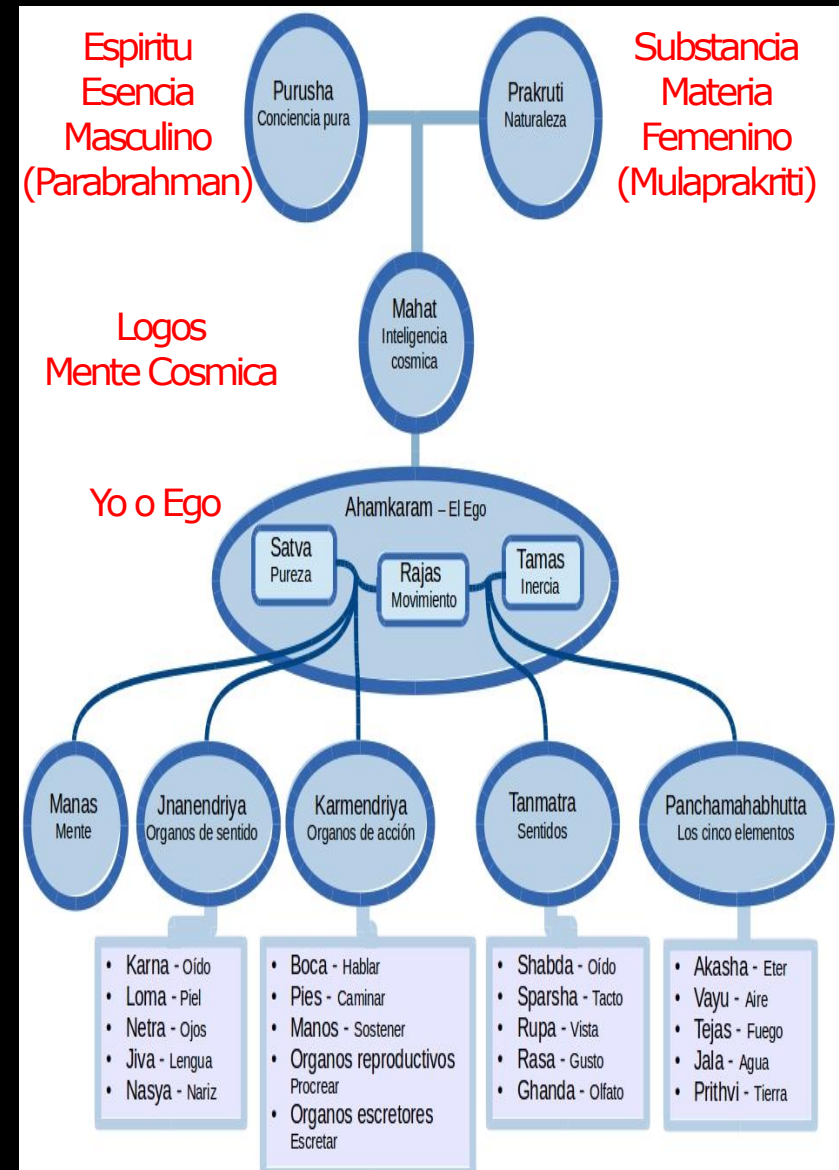 Espiritu
Esencia
Masculino
(Parabrahman)
Purusha
Conciencia pura
Prakruti
Naturaleza
Substancia
Materia
Femenino
(Mulaprakriti)
Logos
Mente Cosmica
Mahat
Inteligencia
cosmica
Yo o Ego
Ahamkaram – El Ego
Satva
Pureza
Rajas
Movimiento
Tamas
Inercia
Manas
Mente
Jnanendriya
Organos de sentido
Karmendriya
Organos de acción
Tanmatra
Sentidos
Panchamahabhutta
Los cinco elementos
• Karna - Oído
• Loma - Piel
• Netra - Ojos
• Jiva - Lengua
• Nasya - Nariz
• Boca - Hablar
• Pies - Caminar
• Manos - Sostener
• Organos reproductivos
Procrear
• Organos escretores
Escretar
• Shabda - Oído
• Sparsha - Tacto
• Rupa - Vista
• Rasa - Gusto
• Ghanda - Olfato
• Akasha - Eter
• Vayu - Aire
• Tejas - Fuego
• Jala - Agua
• Prithvi - Tierra